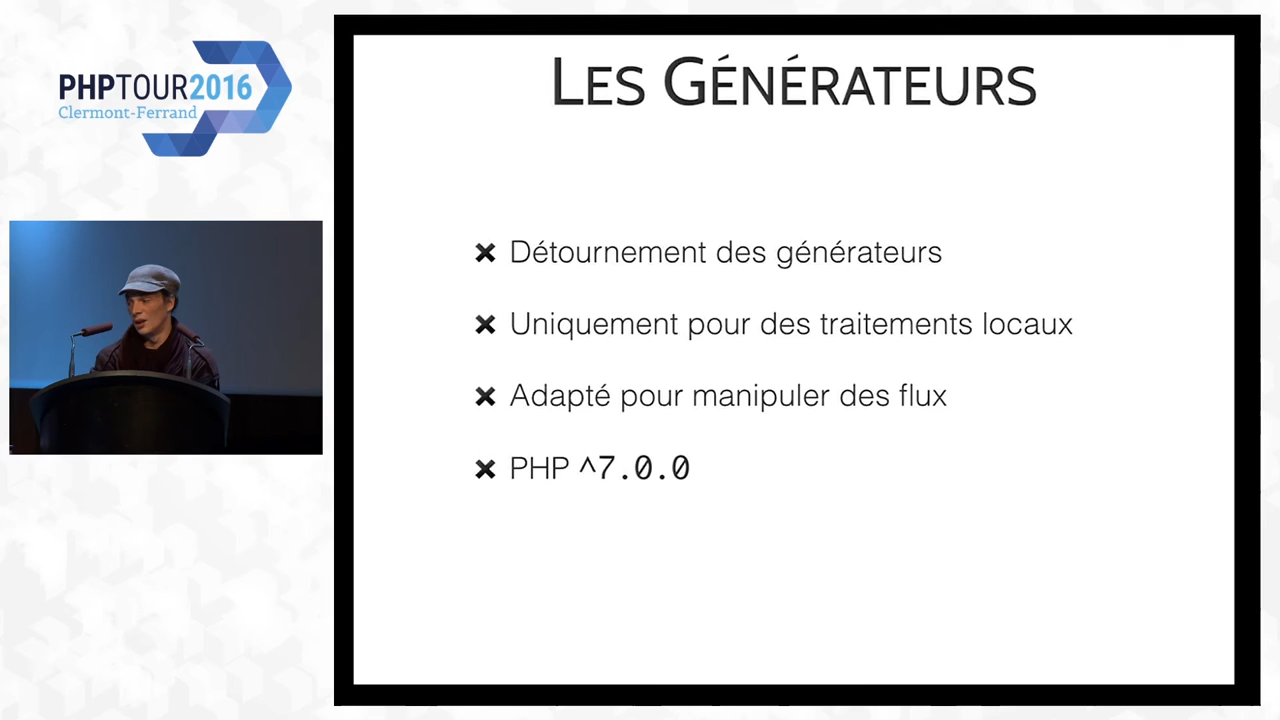 PHPTOUR2016
Clermont-Ferrand
LES GÉNÉRATEURS
✖ Détournement des générateurs
✖ Uniquement pour des traitements locaux
✖ Adapté pour manipuler des flux
✖ PHP ^7.0.0